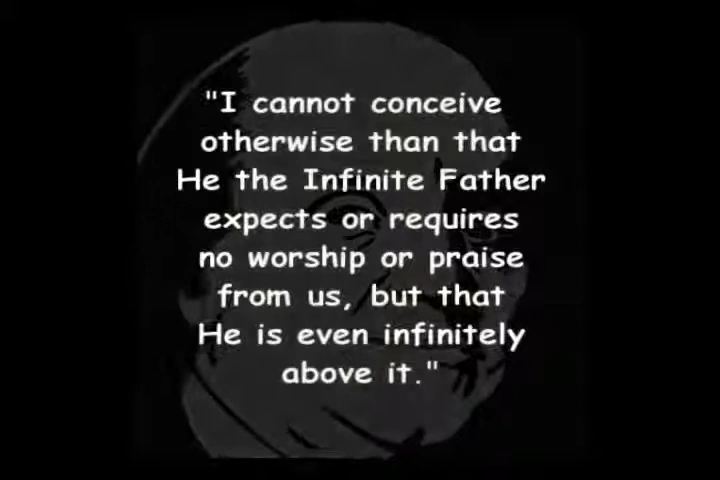 "I cannot conceive
otherwise than that
He the Infinite Father
expects or requires
no worship or praise
from us, but that
He is even infinitely
above it."